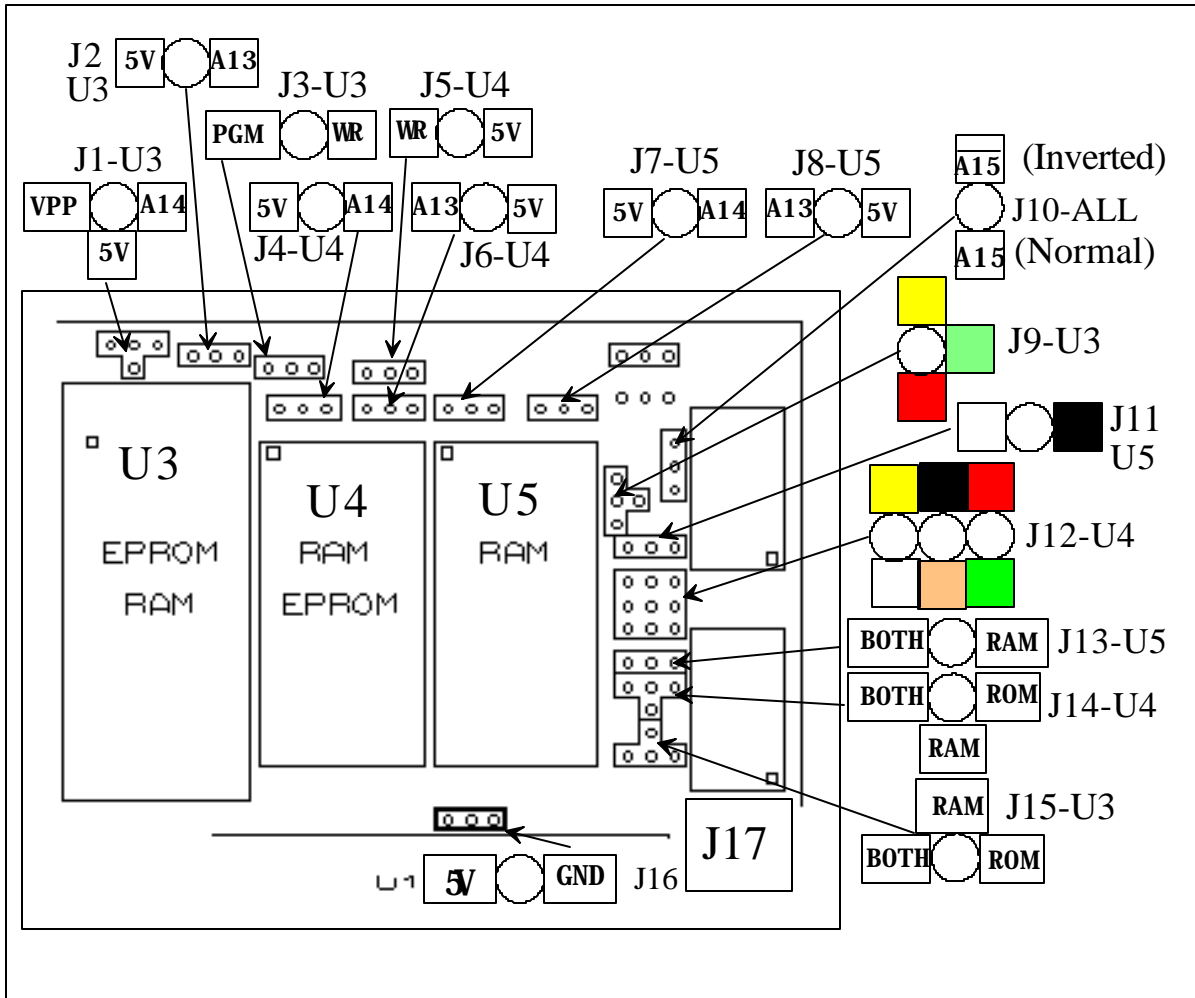 J2
U3
5V A13
J3-U3
PGM WR
J5-U4
WR 5V
J1-U3
VPP A14
5V
5V A14
J4-U4
A13 5V
J6-U4
J7-U5
5V A14
J8-U5
A13 5V
A̅1̅5̅ (Inverted)
J10-ALL
A15 (Normal)
J9-U3
J11
U5
J12-U4
BOTH RAM J13-U5
BOTH ROM J14-U4
RAM
RAM J15-U3
BOTH ROM
U3
EPROM
RAM
U4
RAM
EPROM
U5
RAM
J17
U1 5V GND J16